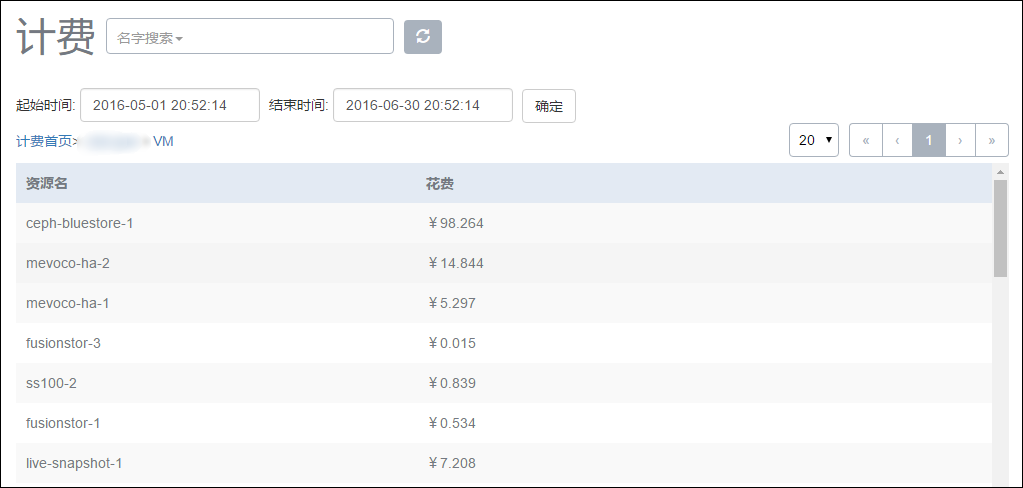 计费 名字搜索
起始时间: 2016-05-01 20:52:14 结束时间: 2016-06-30 20:52:14 确定
计费首页> > VM 20 « ‹ 1 › »
资源名 花费
ceph-bluestore-1 ¥98.264
mevoco-ha-2 ¥14.844
mevoco-ha-1 ¥5.297
fusionstor-3 ¥0.015
ss100-2 ¥0.839
fusionstor-1 ¥0.534
live-snapshot-1 ¥7.208